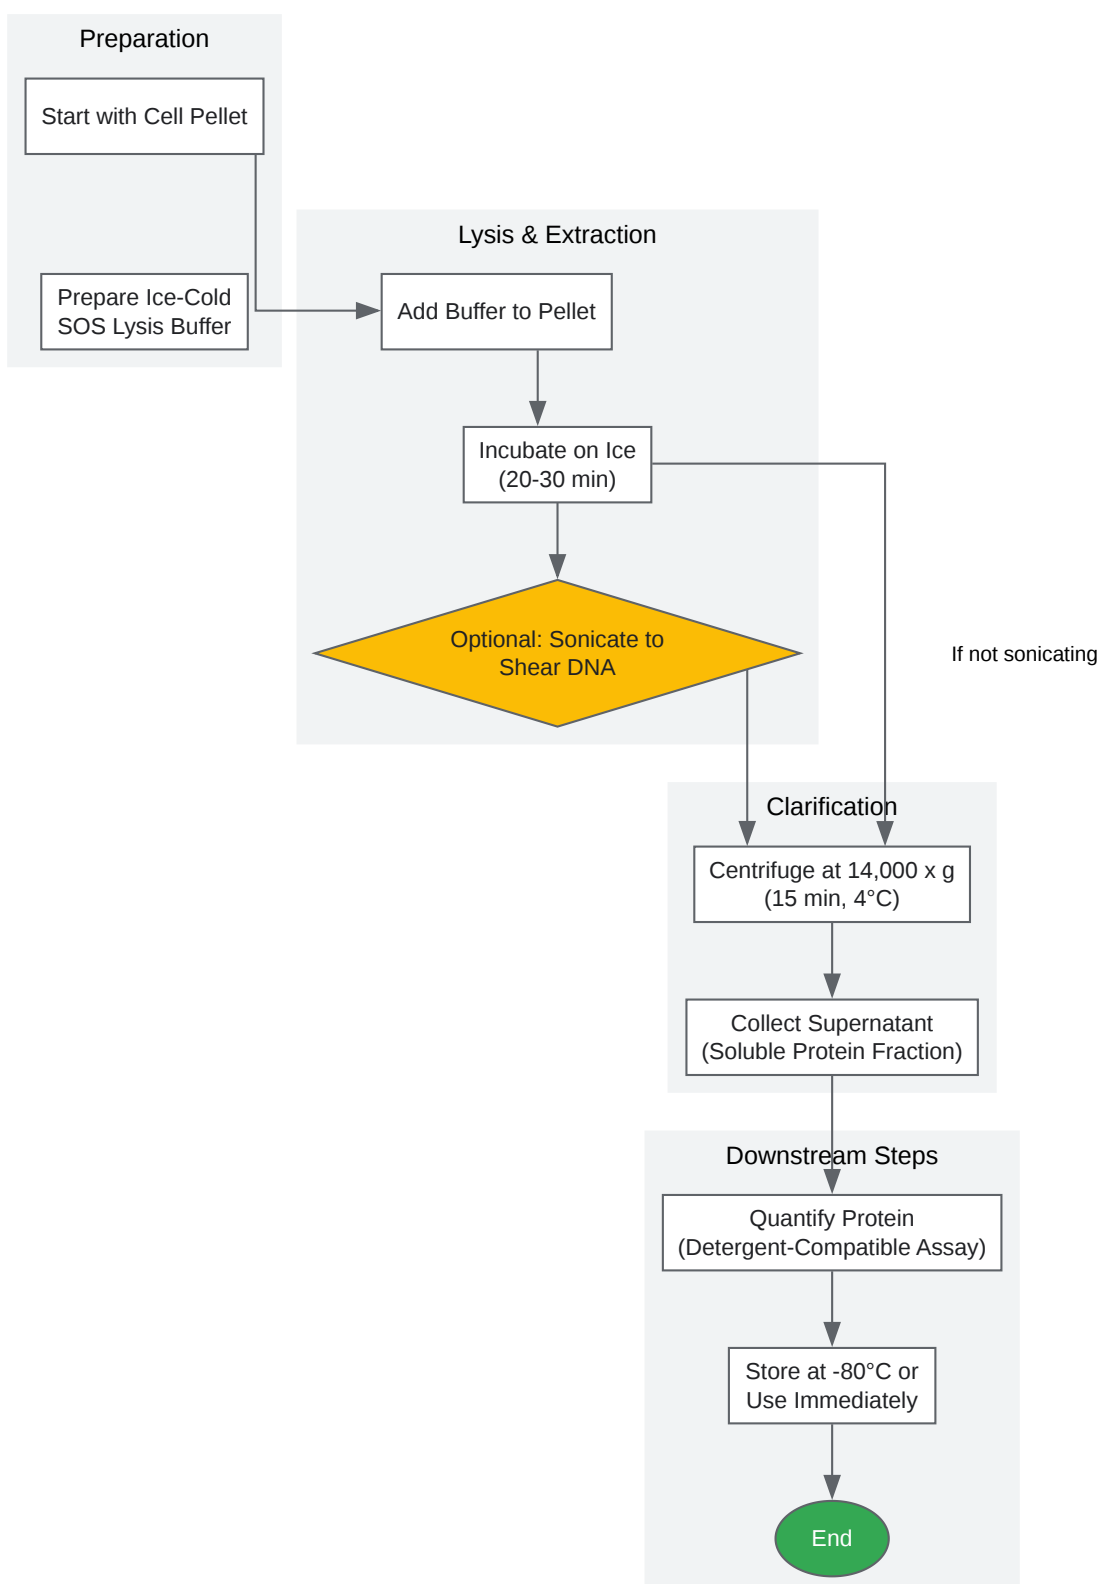 Preparation
Start with Cell Pellet
Prepare Ice-Cold
SOS Lysis Buffer
Lysis & Extraction
Add Buffer to Pellet
Incubate on Ice
(20-30 min)
Optional: Sonicate to
Shear DNA
If not sonicating
Clarification
Centrifuge at 14,000 x g
(15 min, 4°C)
Collect Supernatant
(Soluble Protein Fraction)
Downstream Steps
Quantify Protein
(Detergent-Compatible Assay)
Store at -80°C or
Use Immediately
End